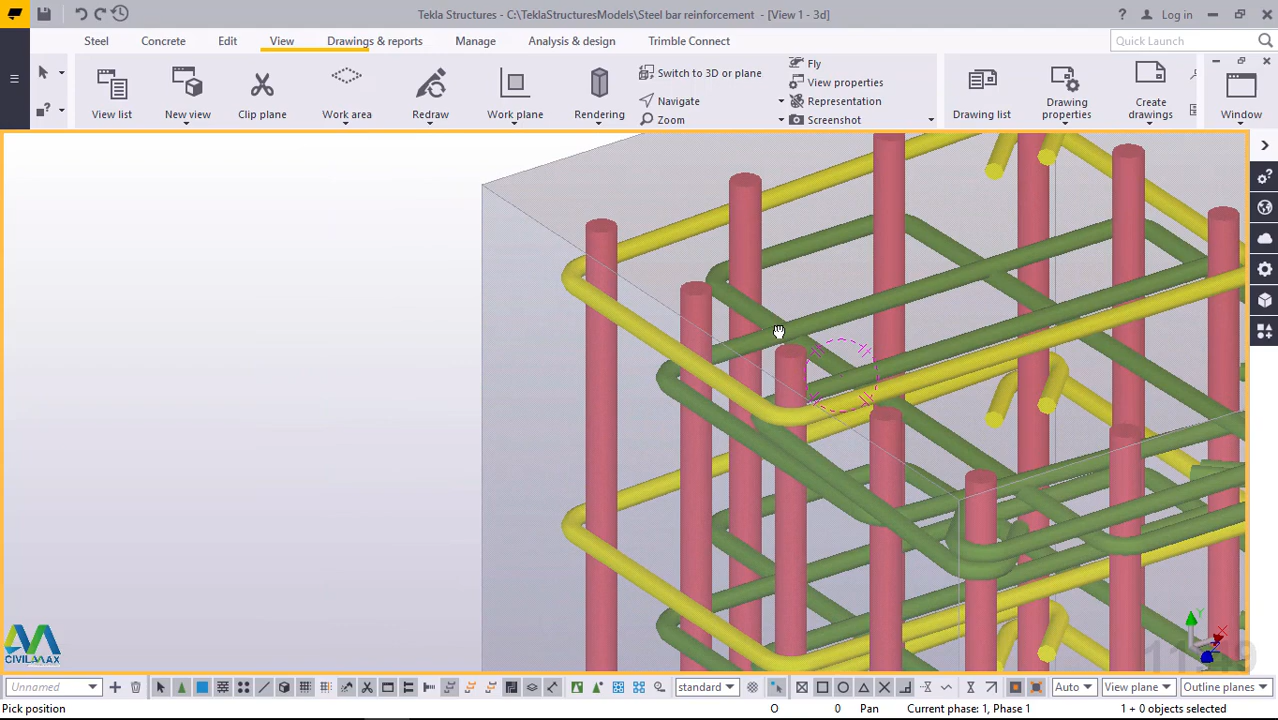 Tekla Structures - C:\TeklaStructuresModels\Steel bar reinforcement - [View 1 - 3d]
? Log in
Steel Concrete Edit View Drawings & reports Manage Analysis & design Trimble Connect Quick Launch
Fly
Switch to 3D or plane View properties
Navigate Representation
Zoom Screenshot
View list New view Clip plane Work area Redraw Work plane Rendering Drawing list Drawing properties Create drawings Window
Y
X
CIVILMAX
Unnamed standard Auto View plane Outline planes
Pick position O 0 Pan Current phase: 1, Phase 1 1 + 0 objects selected